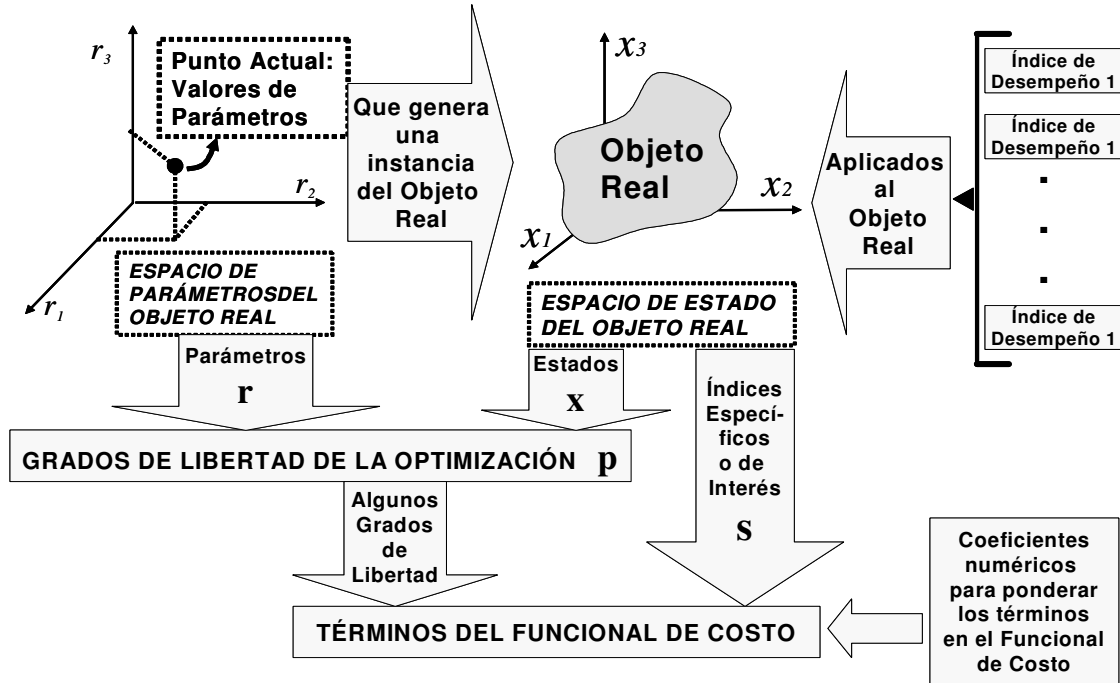 r3
Punto Actual:
Valores de
Parámetros
r2
r1
ESPACIO DE
PARÁMETROSDEL
OBJETO REAL
Que genera
una
instancia
del Objeto
Real
x3
Objeto
Real
x2
x1
ESPACIO DE ESTADO
DEL OBJETO REAL
Aplicados
al
Objeto
Real
Índice de
Desempeño 1
Índice de
Desempeño 1
Índice de
Desempeño 1
Parámetros
r
Estados
x
Índices
Específi-
ficos
o de
Interés
s
GRADOS DE LIBERTAD DE LA OPTIMIZACIÓN p
Algunos
Grados
de
Libertad
TÉRMINOS DEL FUNCIONAL DE COSTO
Coeficientes
numéricos
para ponderar
los términos
en el Funcional
de Costo